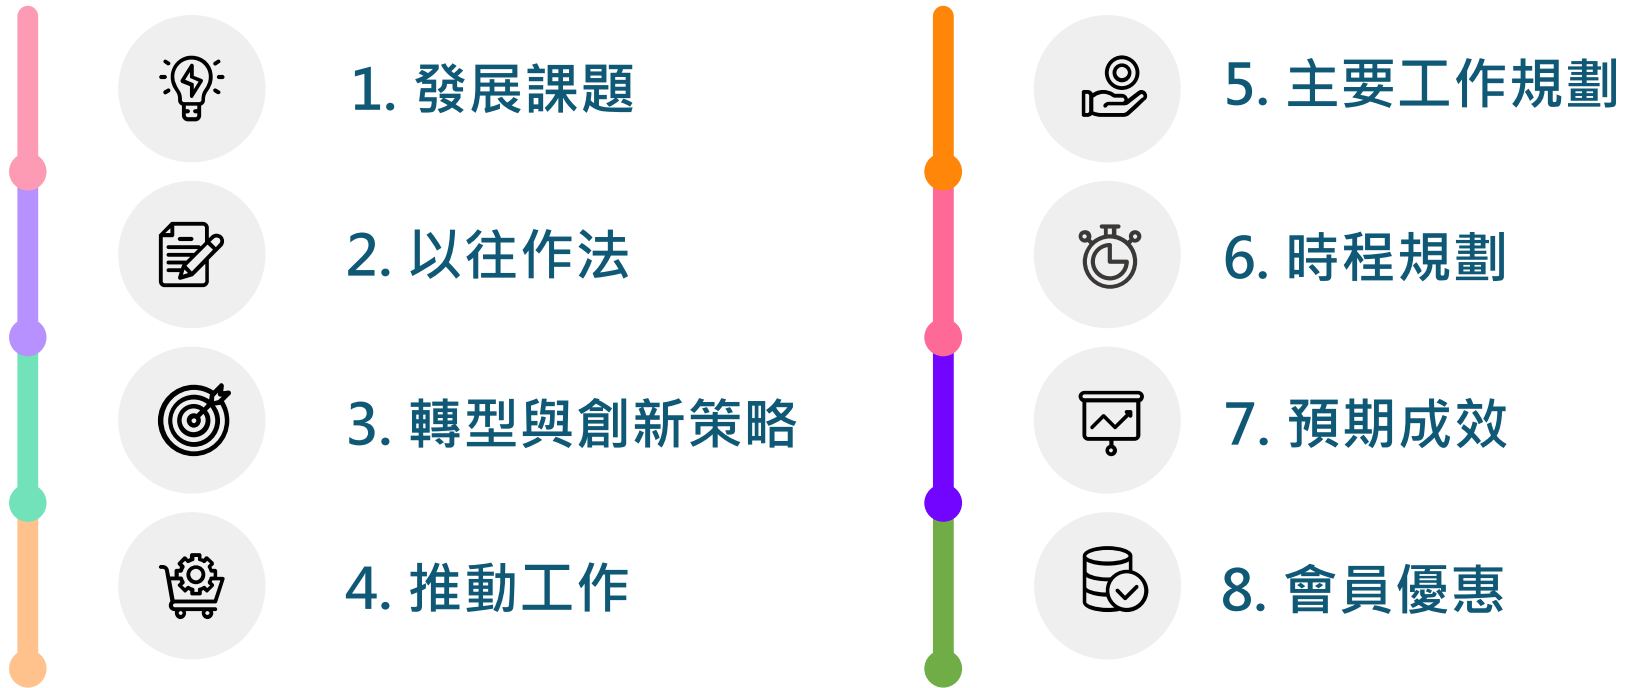 1. 發展課題
2. 以往作法
3. 轉型與創新策略
4. 推動工作
5. 主要工作規劃
6. 時程規劃
7. 預期成效
8. 會員優惠